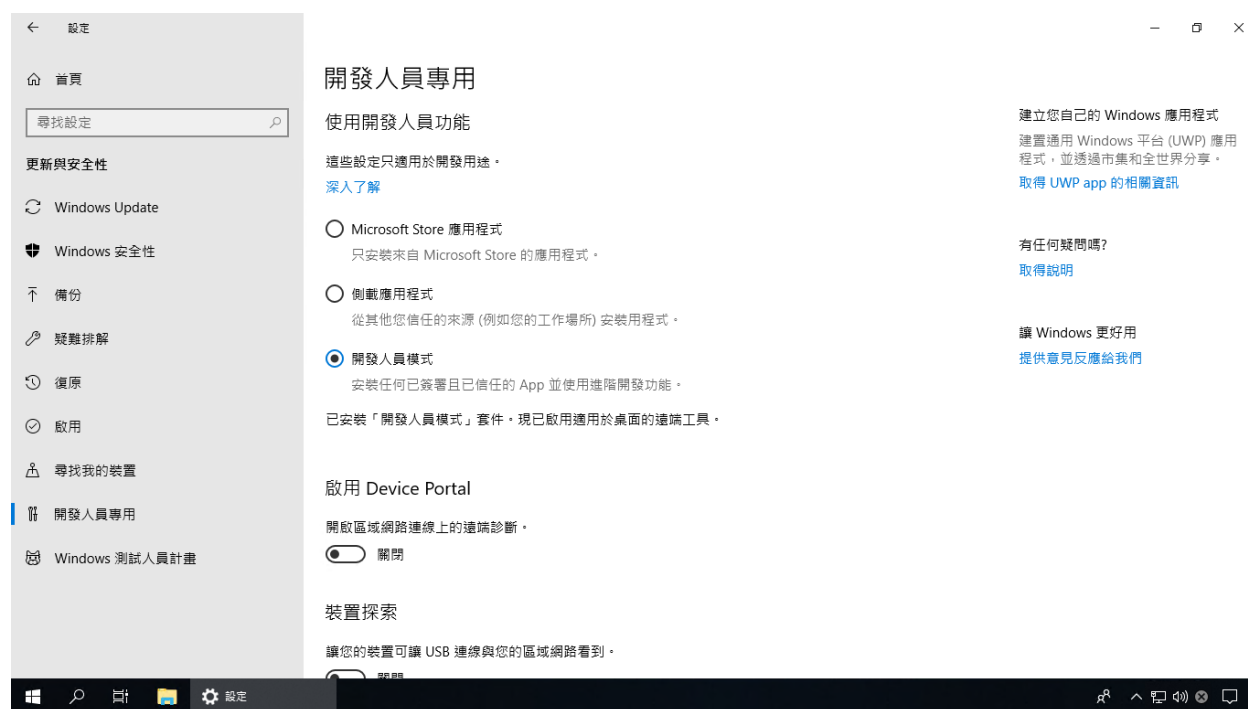 設定
首頁
尋找設定
更新與安全性
Windows Update
Windows 安全性
備份
疑難排解
復原
啟用
尋找我的裝置
開發人員專用
Windows 測試人員計畫
開發人員專用
使用開發人員功能
這些設定只適用於開發用途。
深入了解
Microsoft Store 應用程式
只安裝來自 Microsoft Store 的應用程式。
側載應用程式
從其他您信任的來源 (例如您的工作場所) 安裝用程式。
開發人員模式
安裝任何已簽署且已信任的 App 並使用進階開發功能。
已安裝「開發人員模式」套件。現已啟用適用於桌面的遠端工具。
啟用 Device Portal
開啟區域網路連線上的遠端診斷。
關閉
裝置探索
讓您的裝置可讓 USB 連線與您的區域網路看到。
關閉
建立您自己的 Windows 應用程式
建置通用 Windows 平台 (UWP) 應用
程式，並透過市集和全世界分享。
取得 UWP app 的相關資訊
有任何疑問嗎?
取得說明
讓 Windows 更好用
提供意見反應給我們
設定